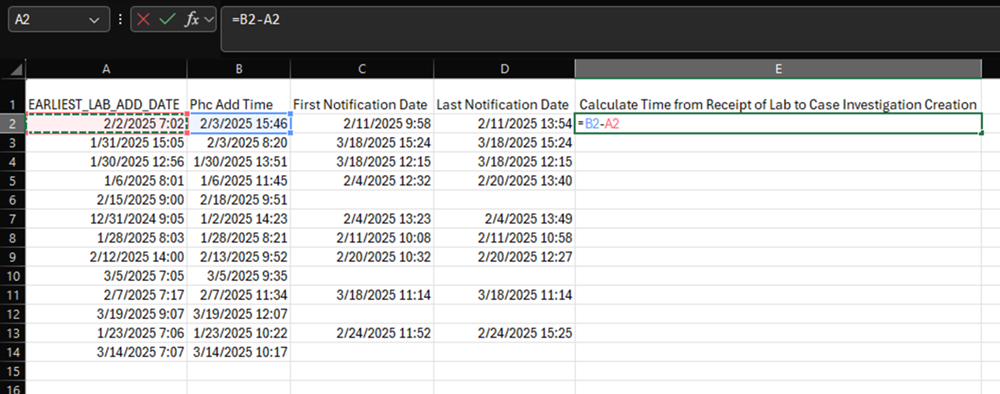 A2 fx =B2-A2
A B C D E
1 EARLIEST_LAB_ADD_DATE Phc Add Time First Notification Date Last Notification Date Calculate Time from Receipt of Lab to Case Investigation Creation
2 2/2/2025 7:02 2/3/2025 15:46 2/11/2025 9:58 2/11/2025 13:54 =B2-A2
3 1/31/2025 15:05 2/3/2025 8:20 3/18/2025 15:24 3/18/2025 15:24
4 1/30/2025 12:56 1/30/2025 13:51 3/18/2025 12:15 3/18/2025 12:15
5 1/6/2025 8:01 1/6/2025 11:45 2/4/2025 12:32 2/20/2025 13:40
6 2/15/2025 9:00 2/18/2025 9:51
7 12/31/2024 9:05 1/2/2025 14:23 2/4/2025 13:23 2/4/2025 13:49
8 1/28/2025 8:03 1/28/2025 8:21 2/11/2025 10:08 2/11/2025 10:58
9 2/12/2025 14:00 2/13/2025 9:52 2/20/2025 10:32 2/20/2025 12:27
10 3/5/2025 7:05 3/5/2025 9:35
11 2/7/2025 7:17 2/7/2025 11:34 3/18/2025 11:14 3/18/2025 11:14
12 3/19/2025 9:07 3/19/2025 12:07
13 1/23/2025 7:06 1/23/2025 10:22 2/24/2025 11:52 2/24/2025 15:25
14 3/14/2025 7:07 3/14/2025 10:17
15
16